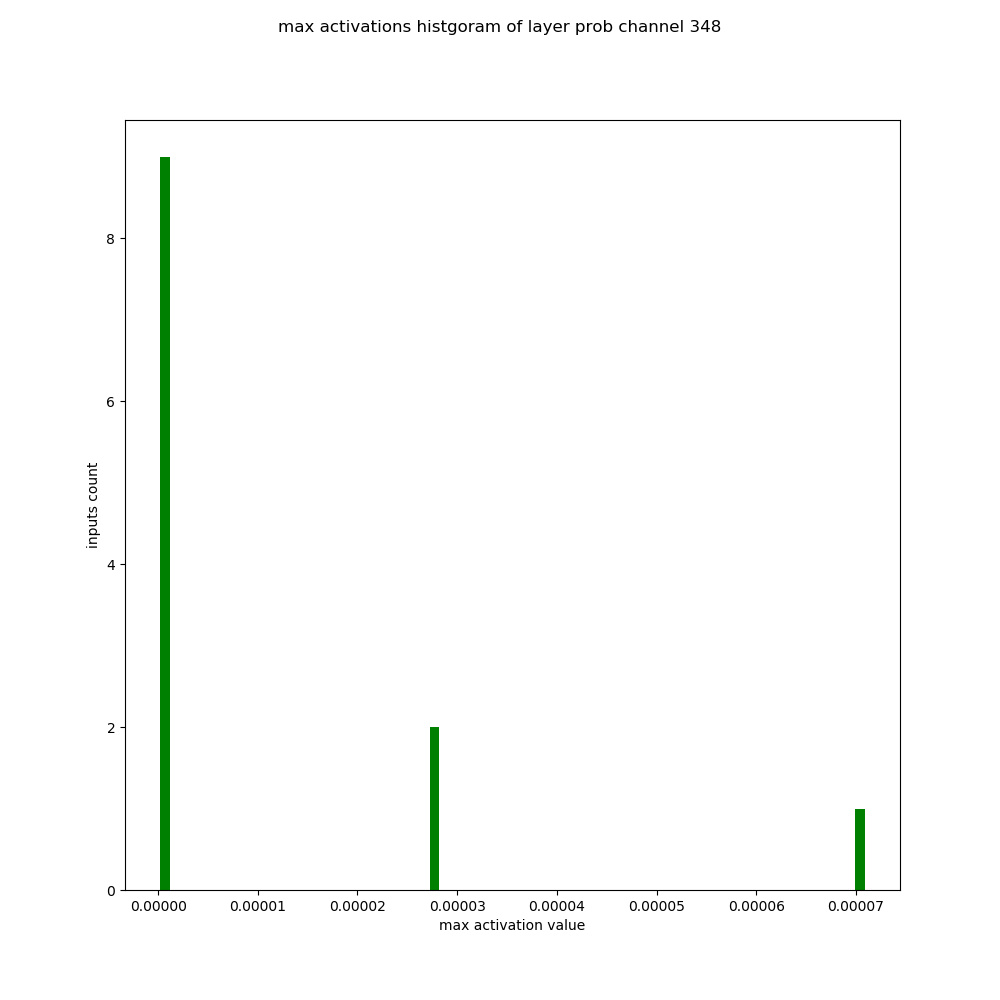 max activations histgoram of layer prob channel 348
8
6
4
2
0
inputs count
0.00000 0.00001 0.00002 0.00003 0.00004 0.00005 0.00006 0.00007
max activation value